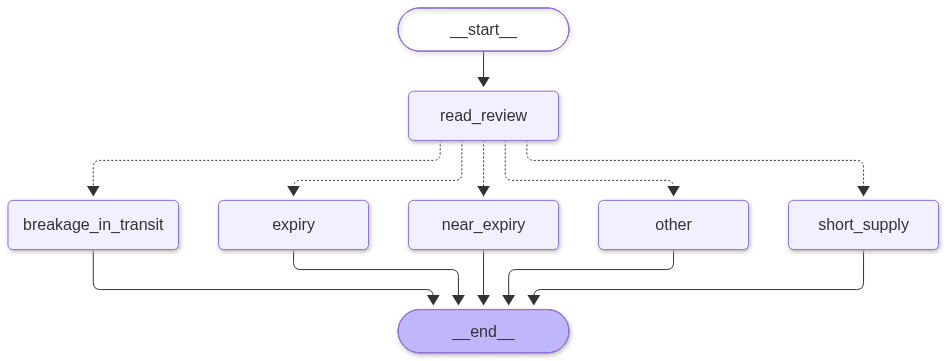 __start__
read_review
breakage_in_transit
expiry
near_expiry
other
short_supply
__end__